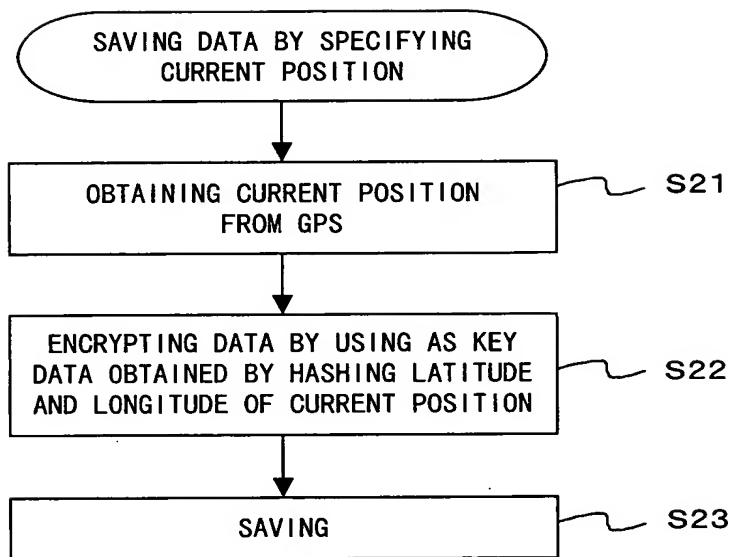 SAVING DATA BY SPECIFYING
CURRENT POSITION
OBTAINING CURRENT POSITION
FROM GPS
S21
ENCRYPTING DATA BY USING AS KEY
DATA OBTAINED BY HASHING LATITUDE
AND LONGITUDE OF CURRENT POSITION
S22
SAVING
S23